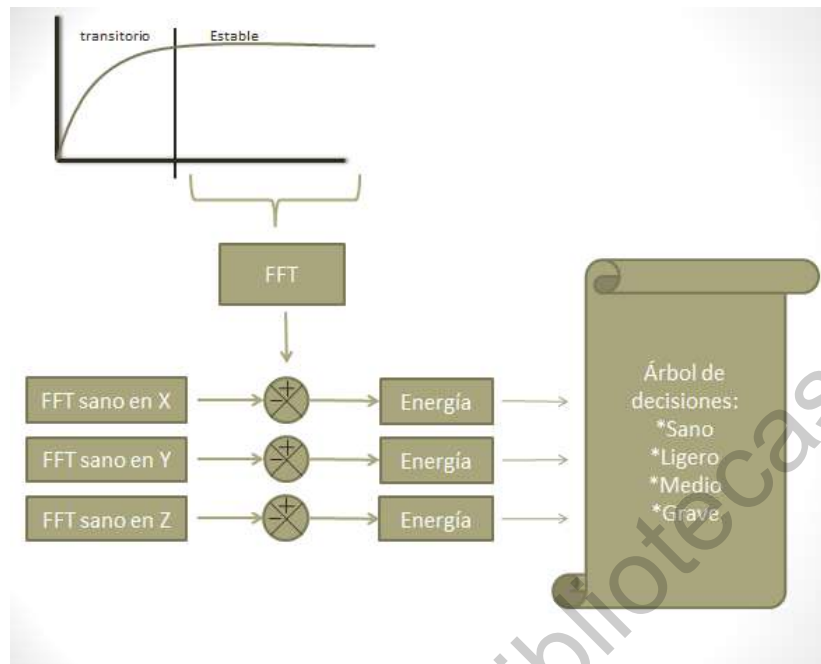 transitorio Estable
FFT
FFT sano en X
- +
Energía
FFT sano en Y
- +
Energía
FFT sano en Z
- +
Energía
Árbol de
decisiones:
*Sano
*Ligero
*Medio
*Grave
bibliotecas